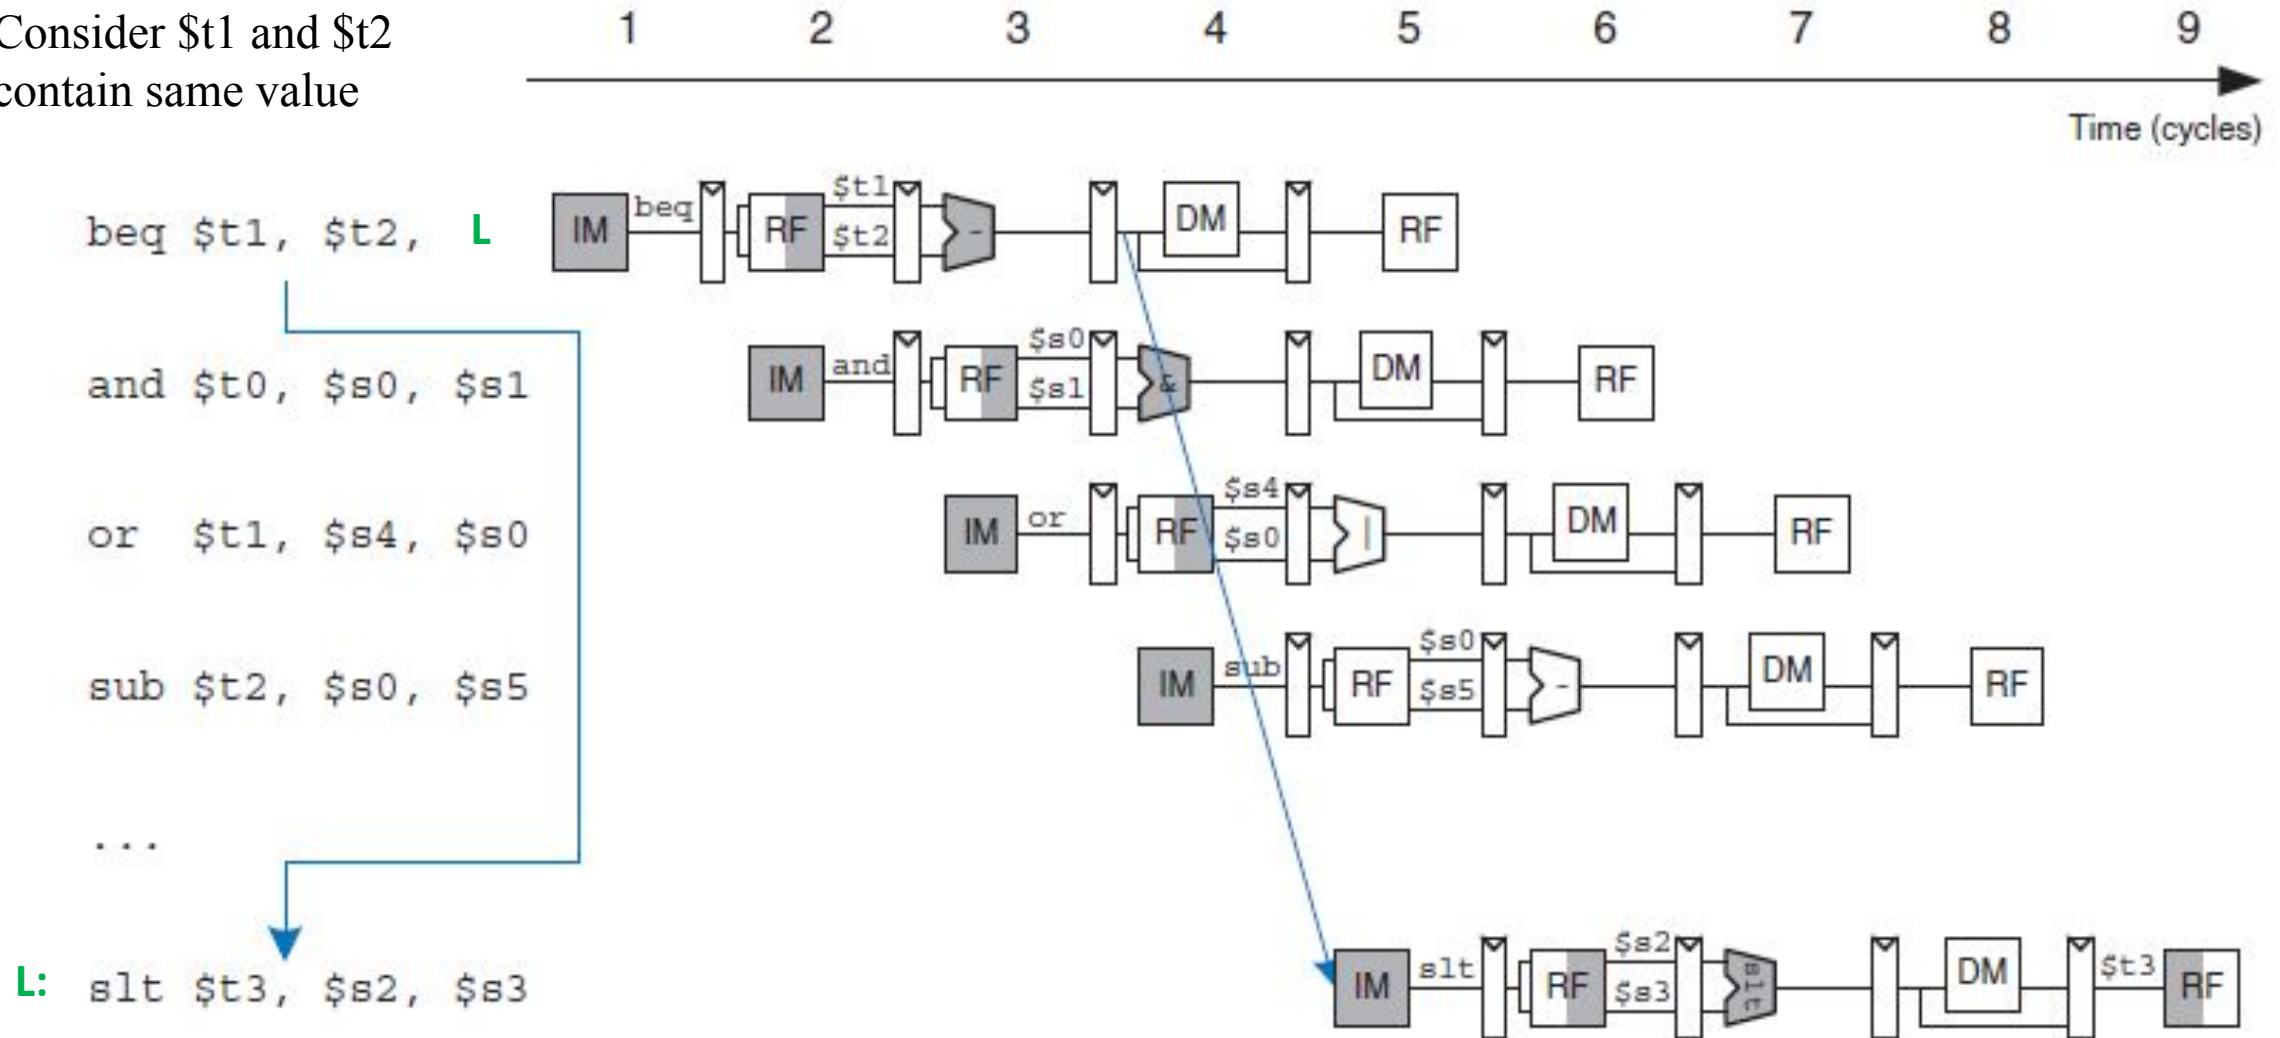 Consider $t1 and $t2
contain same value
1 2 3 4 5 6 7 8 9
Time (cycles)
beq $t1, $t2, L
IM beq RF $t1 $t2 - DM RF
and $t0, $s0, $s1
IM and RF $s0 $s1 & DM RF
or $t1, $s4, $s0
IM or RF $s4 $s0 | DM RF
sub $t2, $s0, $s5
IM sub RF $s0 $s5 - DM RF
...
L: slt $t3, $s2, $s3
IM slt RF $s2 $s3 slt DM $t3 RF